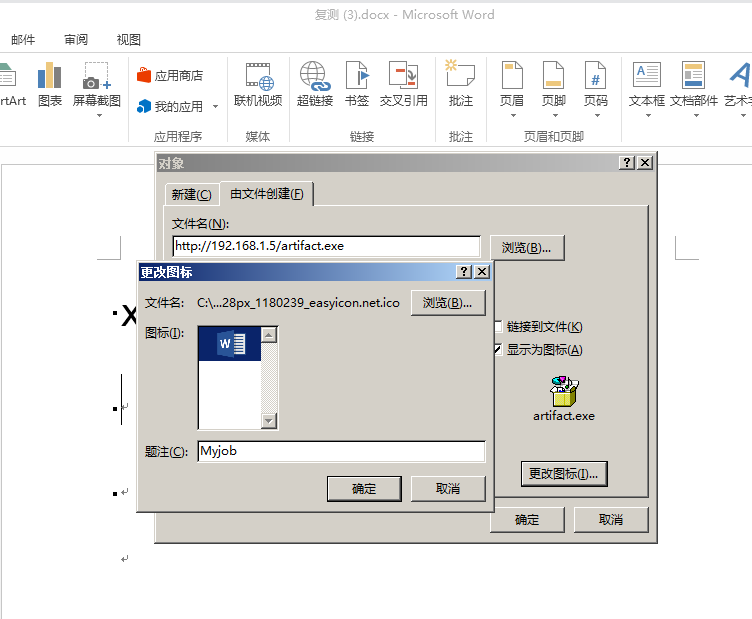 复测 (3).docx - Microsoft Word
邮件 审阅 视图
rtArt 图表 屏幕截图 应用商店 我的应用 联机视频 超链接 书签 交叉引用 批注 页眉 页脚 页码 文本框 文档部件 艺术字
应用程序 媒体 链接 批注 页眉和页脚
对象
新建(C) 由文件创建(F)
文件名(N):
http://192.168.1.5/artifact.exe 浏览(B)...
更改图标
文件名: C:\...28px_1180239_easyicon.net.ico 浏览(B)...
图标(I):
W
链接到文件(K)
显示为图标(A)
artifact.exe
题注(C): Myjob
更改图标(I)...
确定 取消
确定 取消